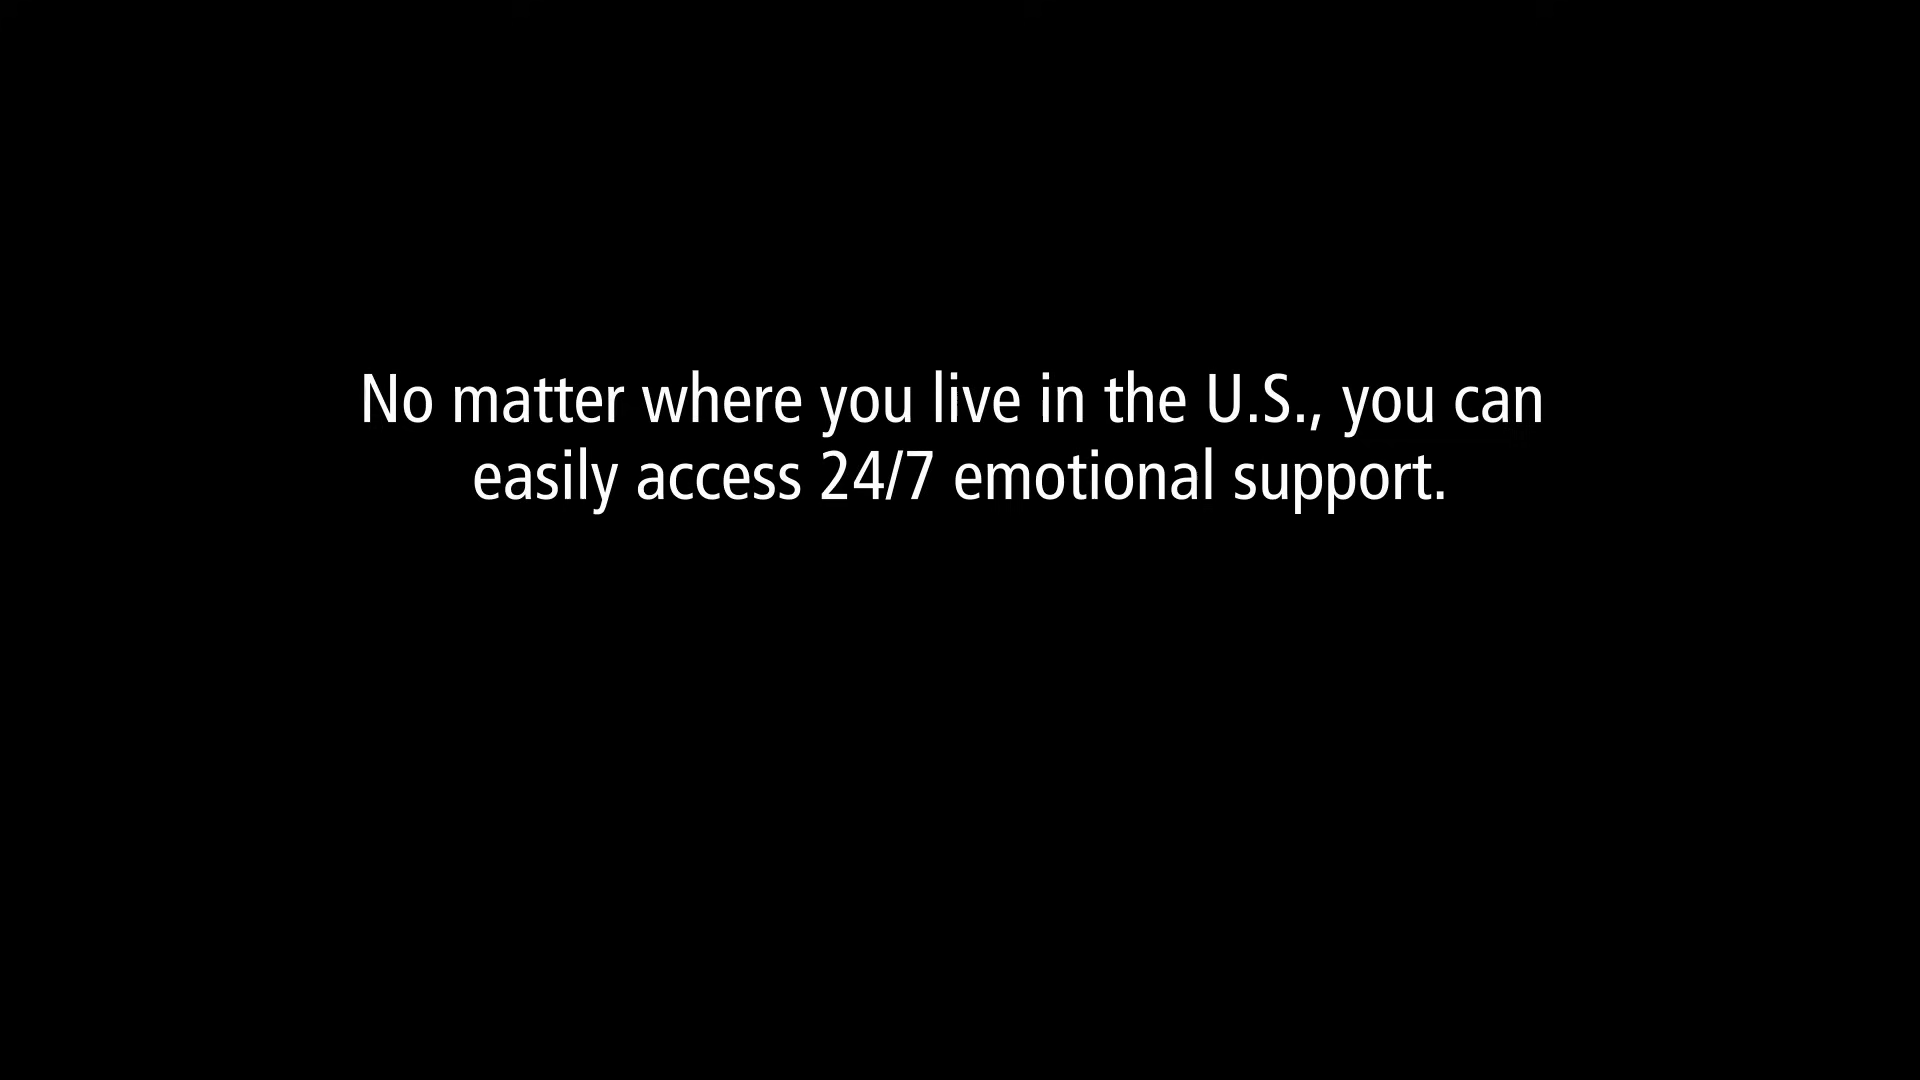 No matter where you live in the U.S., you can
easily access 24/7 emotional support.